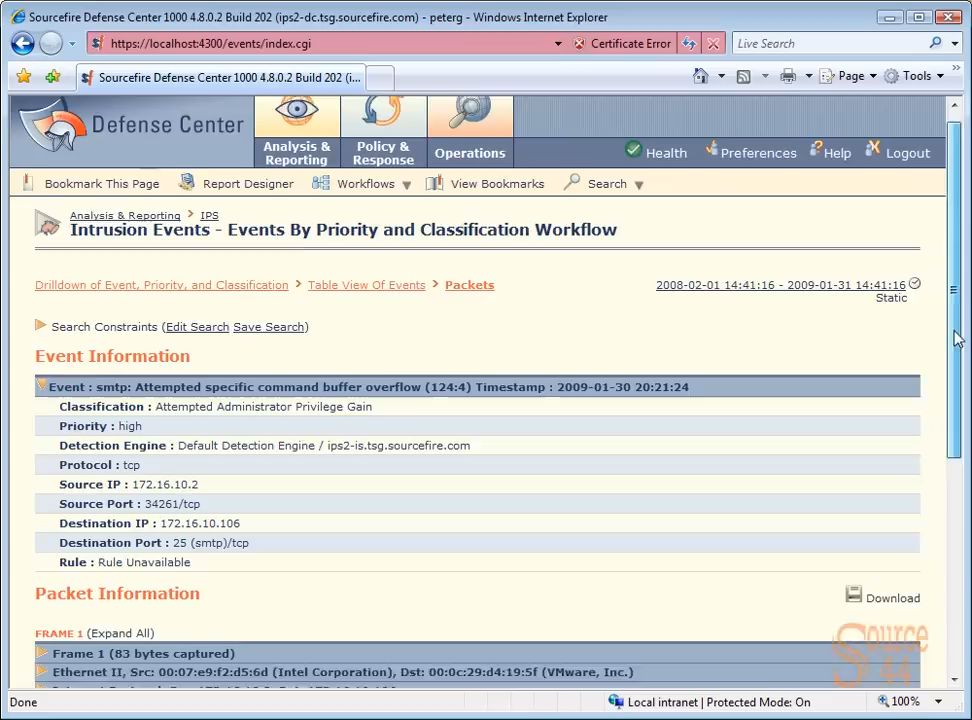 Sourcefire Defense Center 1000 4.8.0.2 Build 202 (ips2-dc.tsg.sourcefire.com) - peterg - Windows Internet Explorer
https://localhost:4300/events/index.cgi
Certificate Error
Live Search
Sourcefire Defense Center 1000 4.8.0.2 Build 202 (i...
Page
Tools
Defense Center
Analysis & Reporting
Policy & Response
Operations
Health
Preferences
Help
Logout
Bookmark This Page
Report Designer
Workflows
View Bookmarks
Search
Analysis & Reporting > IPS
Intrusion Events - Events By Priority and Classification Workflow
Drilldown of Event, Priority, and Classification > Table View Of Events > Packets
2008-02-01 14:41:16 - 2009-01-31 14:41:16
Static
Search Constraints (Edit Search Save Search)
Event Information
Event : smtp: Attempted specific command buffer overflow (124:4) Timestamp : 2009-01-30 20:21:24
Classification : Attempted Administrator Privilege Gain
Priority : high
Detection Engine : Default Detection Engine / ips2-is.tsg.sourcefire.com
Protocol : tcp
Source IP : 172.16.10.2
Source Port : 34261/tcp
Destination IP : 172.16.10.106
Destination Port : 25 (smtp)/tcp
Rule : Rule Unavailable
Packet Information
Download
FRAME 1 (Expand All)
Frame 1 (83 bytes captured)
Ethernet II, Src: 00:07:e9:f2:d5:6d (Intel Corporation), Dst: 00:0c:29:d4:19:5f (VMware, Inc.)
Source
44
Done
Local intranet | Protected Mode: On
100%